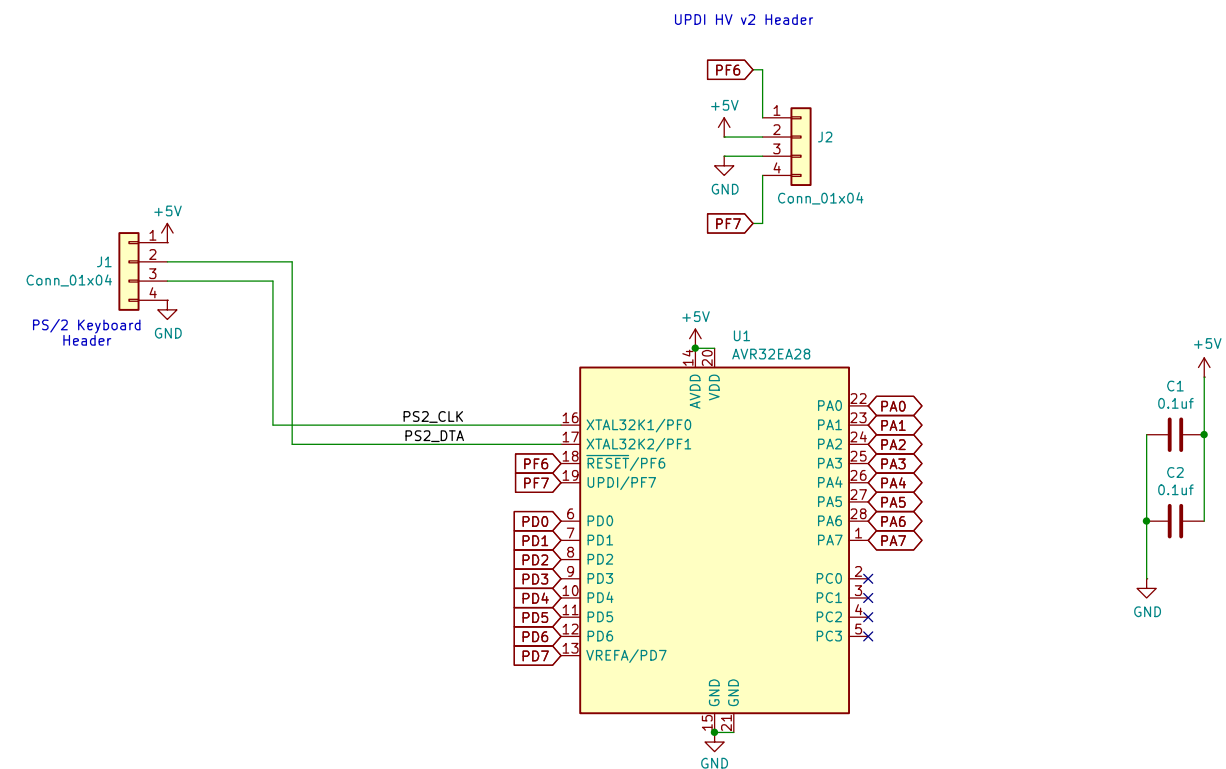 UPDI HV v2 Header
PF6
+5V
1
2
3
4
J2
GND
Conn_01x04
PF7
+5V
1
2
3
4
J1
Conn_01x04
GND
PS/2 Keyboard
Header
+5V
U1
AVR32EA28
14
20
AVDD
VDD
PS2_CLK
16
XTAL32K1/PF0
PS2_DTA
17
XTAL32K2/PF1
PF6
18
RESET/PF6
PF7
19
UPDI/PF7
PD0
6
PD0
PD1
7
PD1
PD2
8
PD2
PD3
9
PD3
PD4
10
PD4
PD5
11
PD5
PD6
12
PD6
PD7
13
VREFA/PD7
PA0
22
PA0
PA1
23
PA1
PA2
24
PA2
PA3
25
PA3
PA4
26
PA4
PA5
27
PA5
PA6
28
PA6
PA7
1
PA7
PC0
2
PC1
3
PC2
4
PC3
5
GND
GND
15
21
GND
+5V
C1
0.1uf
C2
0.1uf
GND